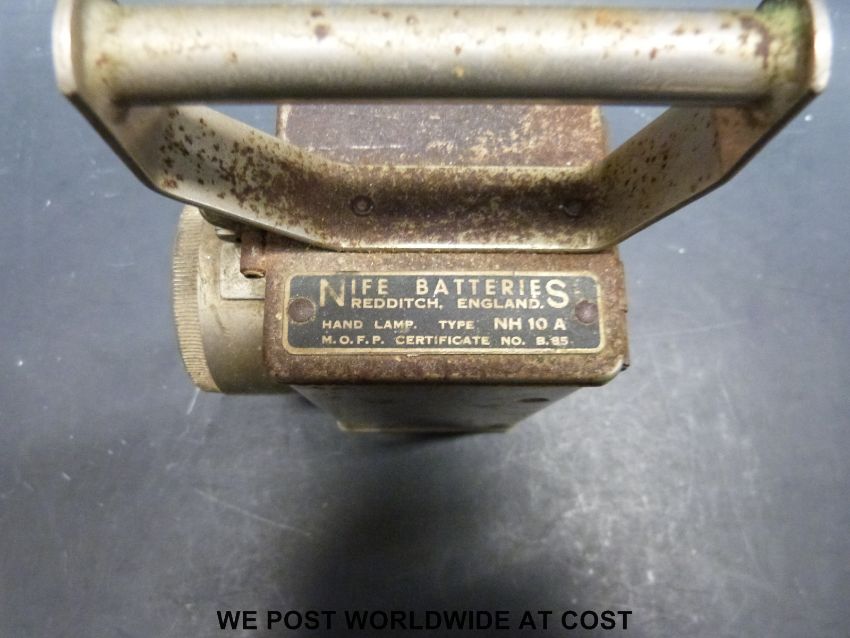 NIFE BATTERIES
REDDITCH, ENGLAND.
HAND LAMP. TYPE NH 10 A
M.O.F.P. CERTIFICATE NO. B.85
WE POST WORLDWIDE AT COST